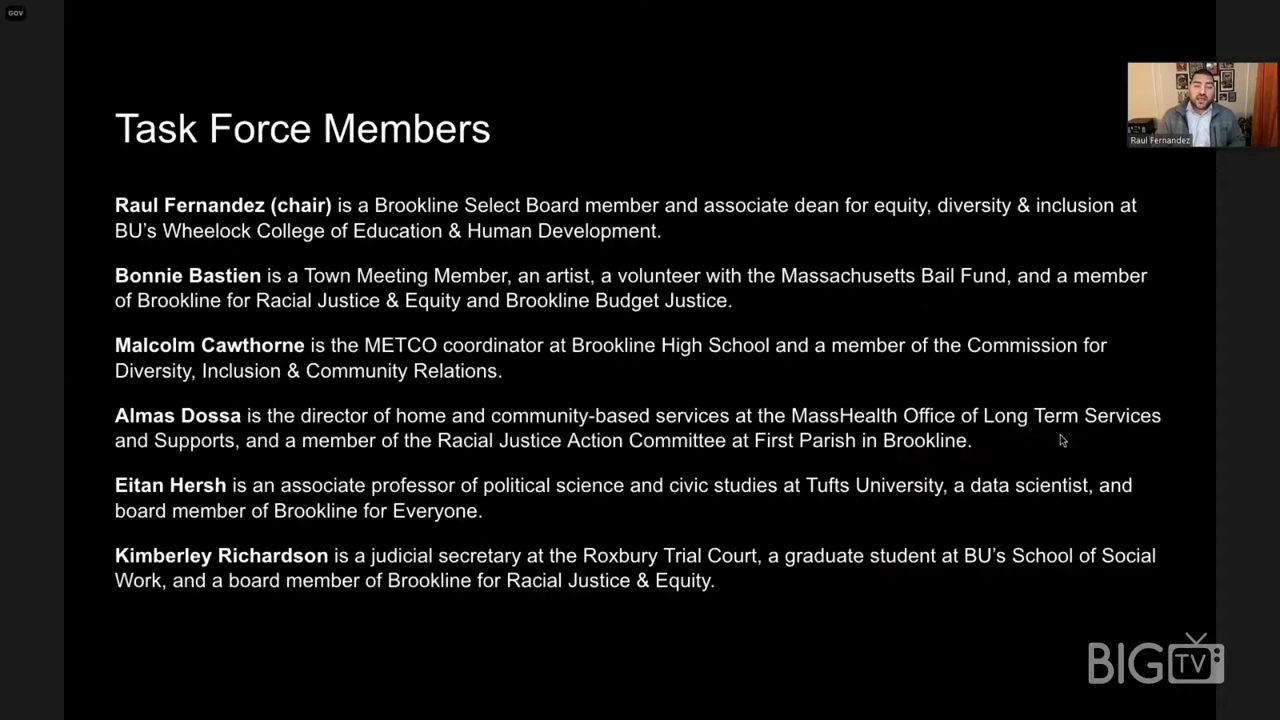 GOV
Task Force Members
Raul Fernandez
Raul Fernandez (chair) is a Brookline Select Board member and associate dean for equity, diversity & inclusion at
BU’s Wheelock College of Education & Human Development.
Bonnie Bastien is a Town Meeting Member, an artist, a volunteer with the Massachusetts Bail Fund, and a member
of Brookline for Racial Justice & Equity and Brookline Budget Justice.
Malcolm Cawthorne is the METCO coordinator at Brookline High School and a member of the Commission for
Diversity, Inclusion & Community Relations.
Almas Dossa is the director of home and community-based services at the MassHealth Office of Long Term Services
and Supports, and a member of the Racial Justice Action Committee at First Parish in Brookline.
Eitan Hersh is an associate professor of political science and civic studies at Tufts University, a data scientist, and
board member of Brookline for Everyone.
Kimberley Richardson is a judicial secretary at the Roxbury Trial Court, a graduate student at BU’s School of Social
Work, and a board member of Brookline for Racial Justice & Equity.
BIG TV